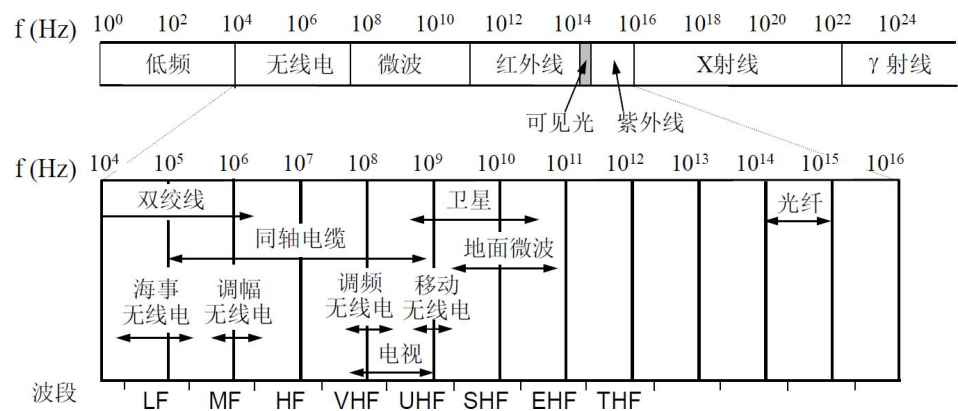 f (Hz) 10⁰ 10² 10⁴ 10⁶ 10⁸ 10¹⁰ 10¹² 10¹⁴ 10¹⁶ 10¹⁸ 10²⁰ 10²² 10²⁴
低频 无线电 微波 红外线 X射线 γ 射线
可见光 紫外线
f (Hz) 10⁴ 10⁵ 10⁶ 10⁷ 10⁸ 10⁹ 10¹⁰ 10¹¹ 10¹² 10¹³ 10¹⁴ 10¹⁵ 10¹⁶
双绞线 卫星 光纤
同轴电缆 地面微波
海事 调幅 调频 移动
无线电 无线电 无线电 无线电
电视
波段 LF MF HF VHF UHF SHF EHF THF